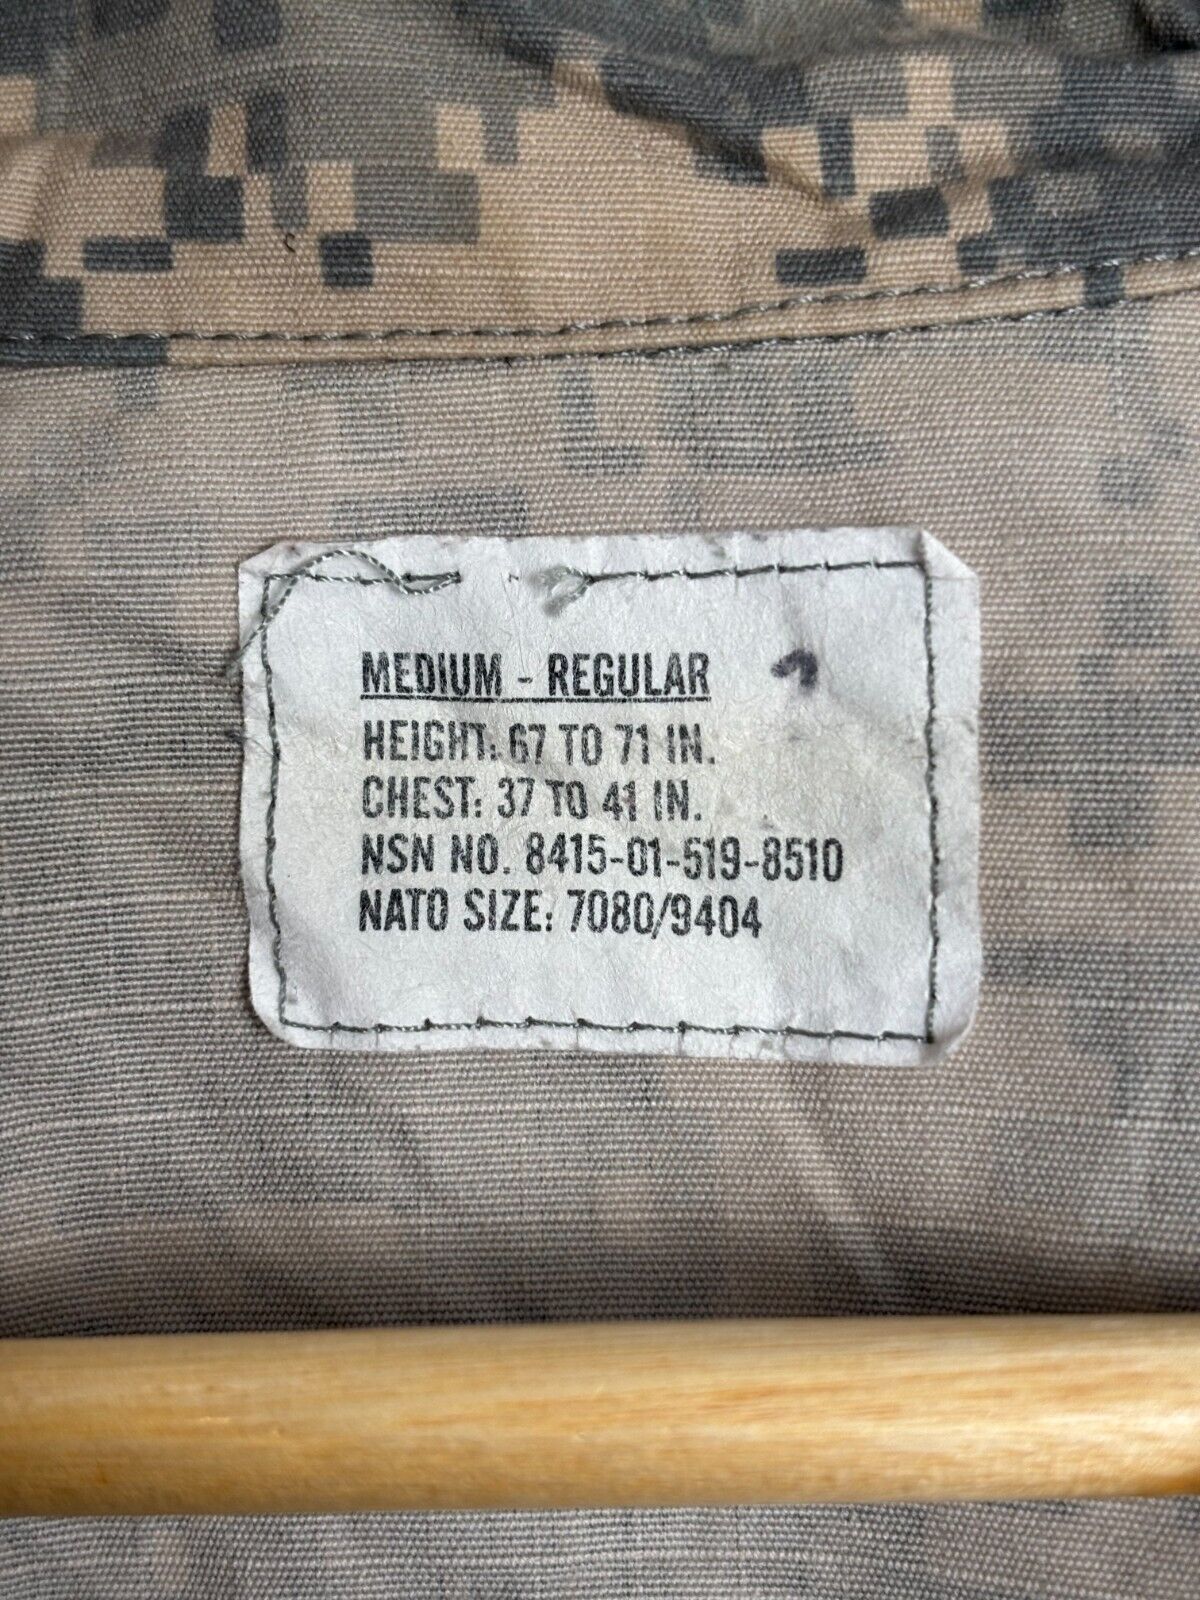 MEDIUM - REGULAR
HEIGHT: 67 TO 71 IN.
CHEST: 37 TO 41 IN.
NSN NO. 8415-01-519-8510
NATO SIZE: 7080/9404